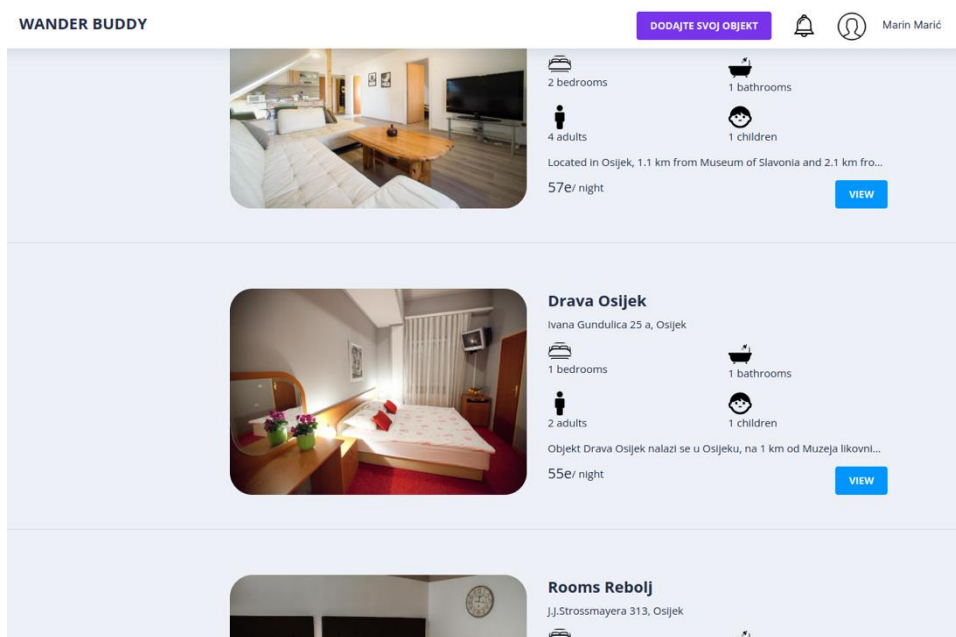 WANDER BUDDY
DODAJTE SVOJ OBJEKT
Marin Marić
2 bedrooms
1 bathrooms
4 adults
1 children
Located in Osijek, 1.1 km from Museum of Slavonia and 2.1 km fro...
57e/ night
VIEW
Drava Osijek
Ivana Gundulica 25 a, Osijek
1 bedrooms
1 bathrooms
2 adults
1 children
Objekt Drava Osijek nalazi se u Osijeku, na 1 km od Muzeja likovni...
55e/ night
VIEW
Rooms Rebolj
J.J.Strossmayera 313, Osijek